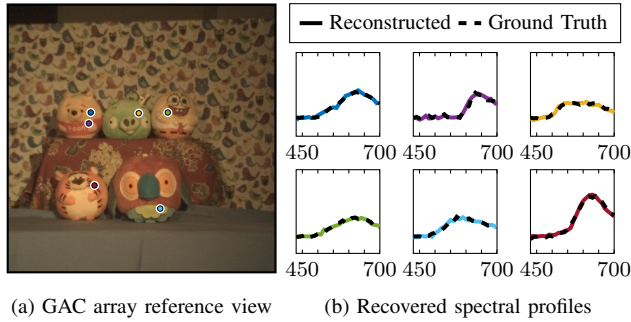 Reconstructed Ground Truth
450 700 450 700 450 700
450 700 450 700 450 700
(a) GAC array reference view
(b) Recovered spectral profiles